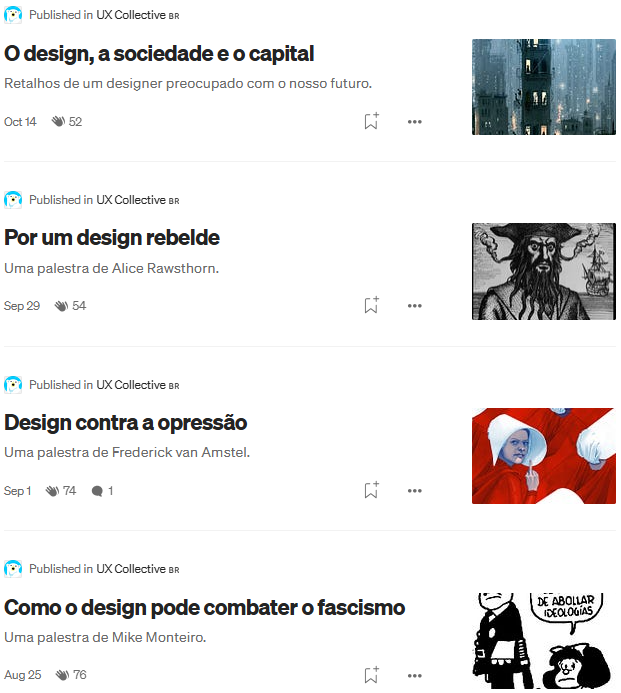 Published in UX Collective BR
O design, a sociedade e o capital
Retalhos de um designer preocupado com o nosso futuro.
Oct 14 52
Published in UX Collective BR
Por um design rebelde
Uma palestra de Alice Rawsthorn.
Sep 29 54
Published in UX Collective BR
Design contra a opressão
Uma palestra de Frederick van Amstel.
Sep 1 74 1
Published in UX Collective BR
Como o design pode combater o fascismo
Uma palestra de Mike Monteiro.
Aug 25 76
DE ABOLLAR
IDEOLOGÍAS